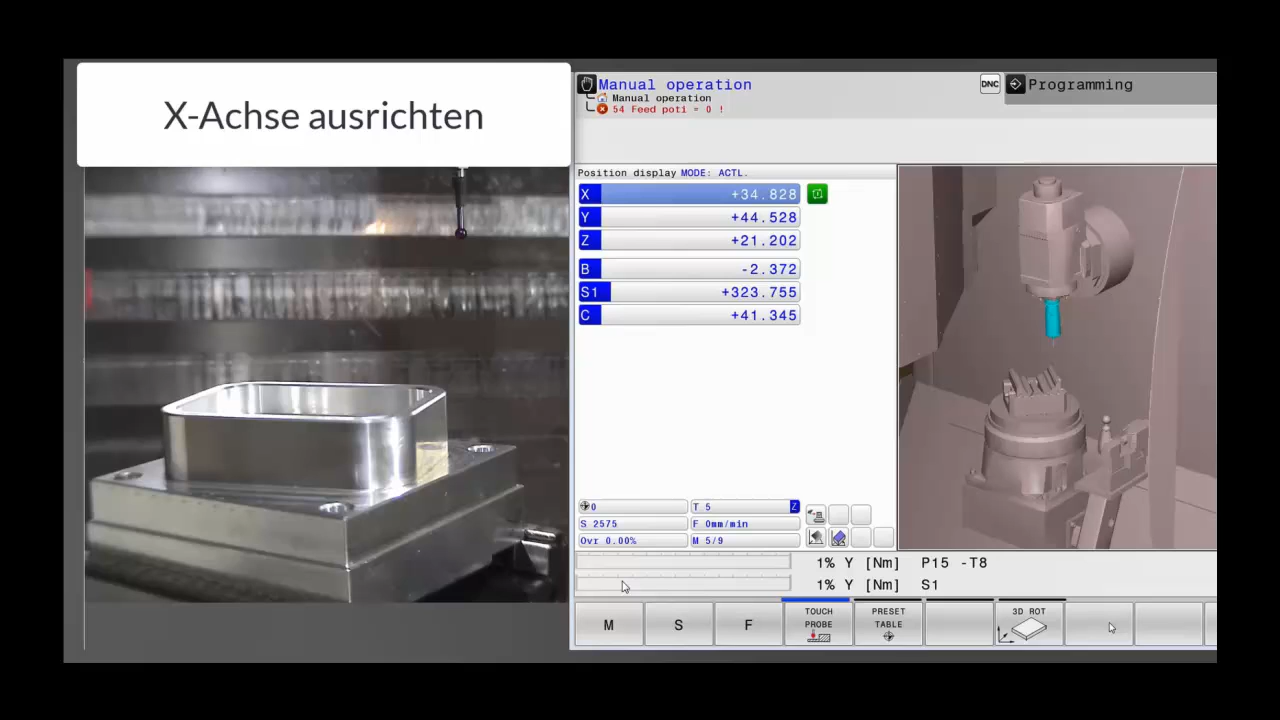 X-Achse ausrichten
Manual operation
Manual operation
54 Feed poti = 0 !
DNC
Programming
Position display MODE: ACTL.
X +34.828
Y +44.528
Z +21.202
B -2.372
S1 +323.755
C +41.345
0
T 5 Z
S 2575
F 0mm/min
Ovr 0.00%
M 5/9
1% Y [Nm] P15 -T8
1% Y [Nm] S1
M
S
F
TOUCH
PROBE
PRESET
TABLE
3D ROT